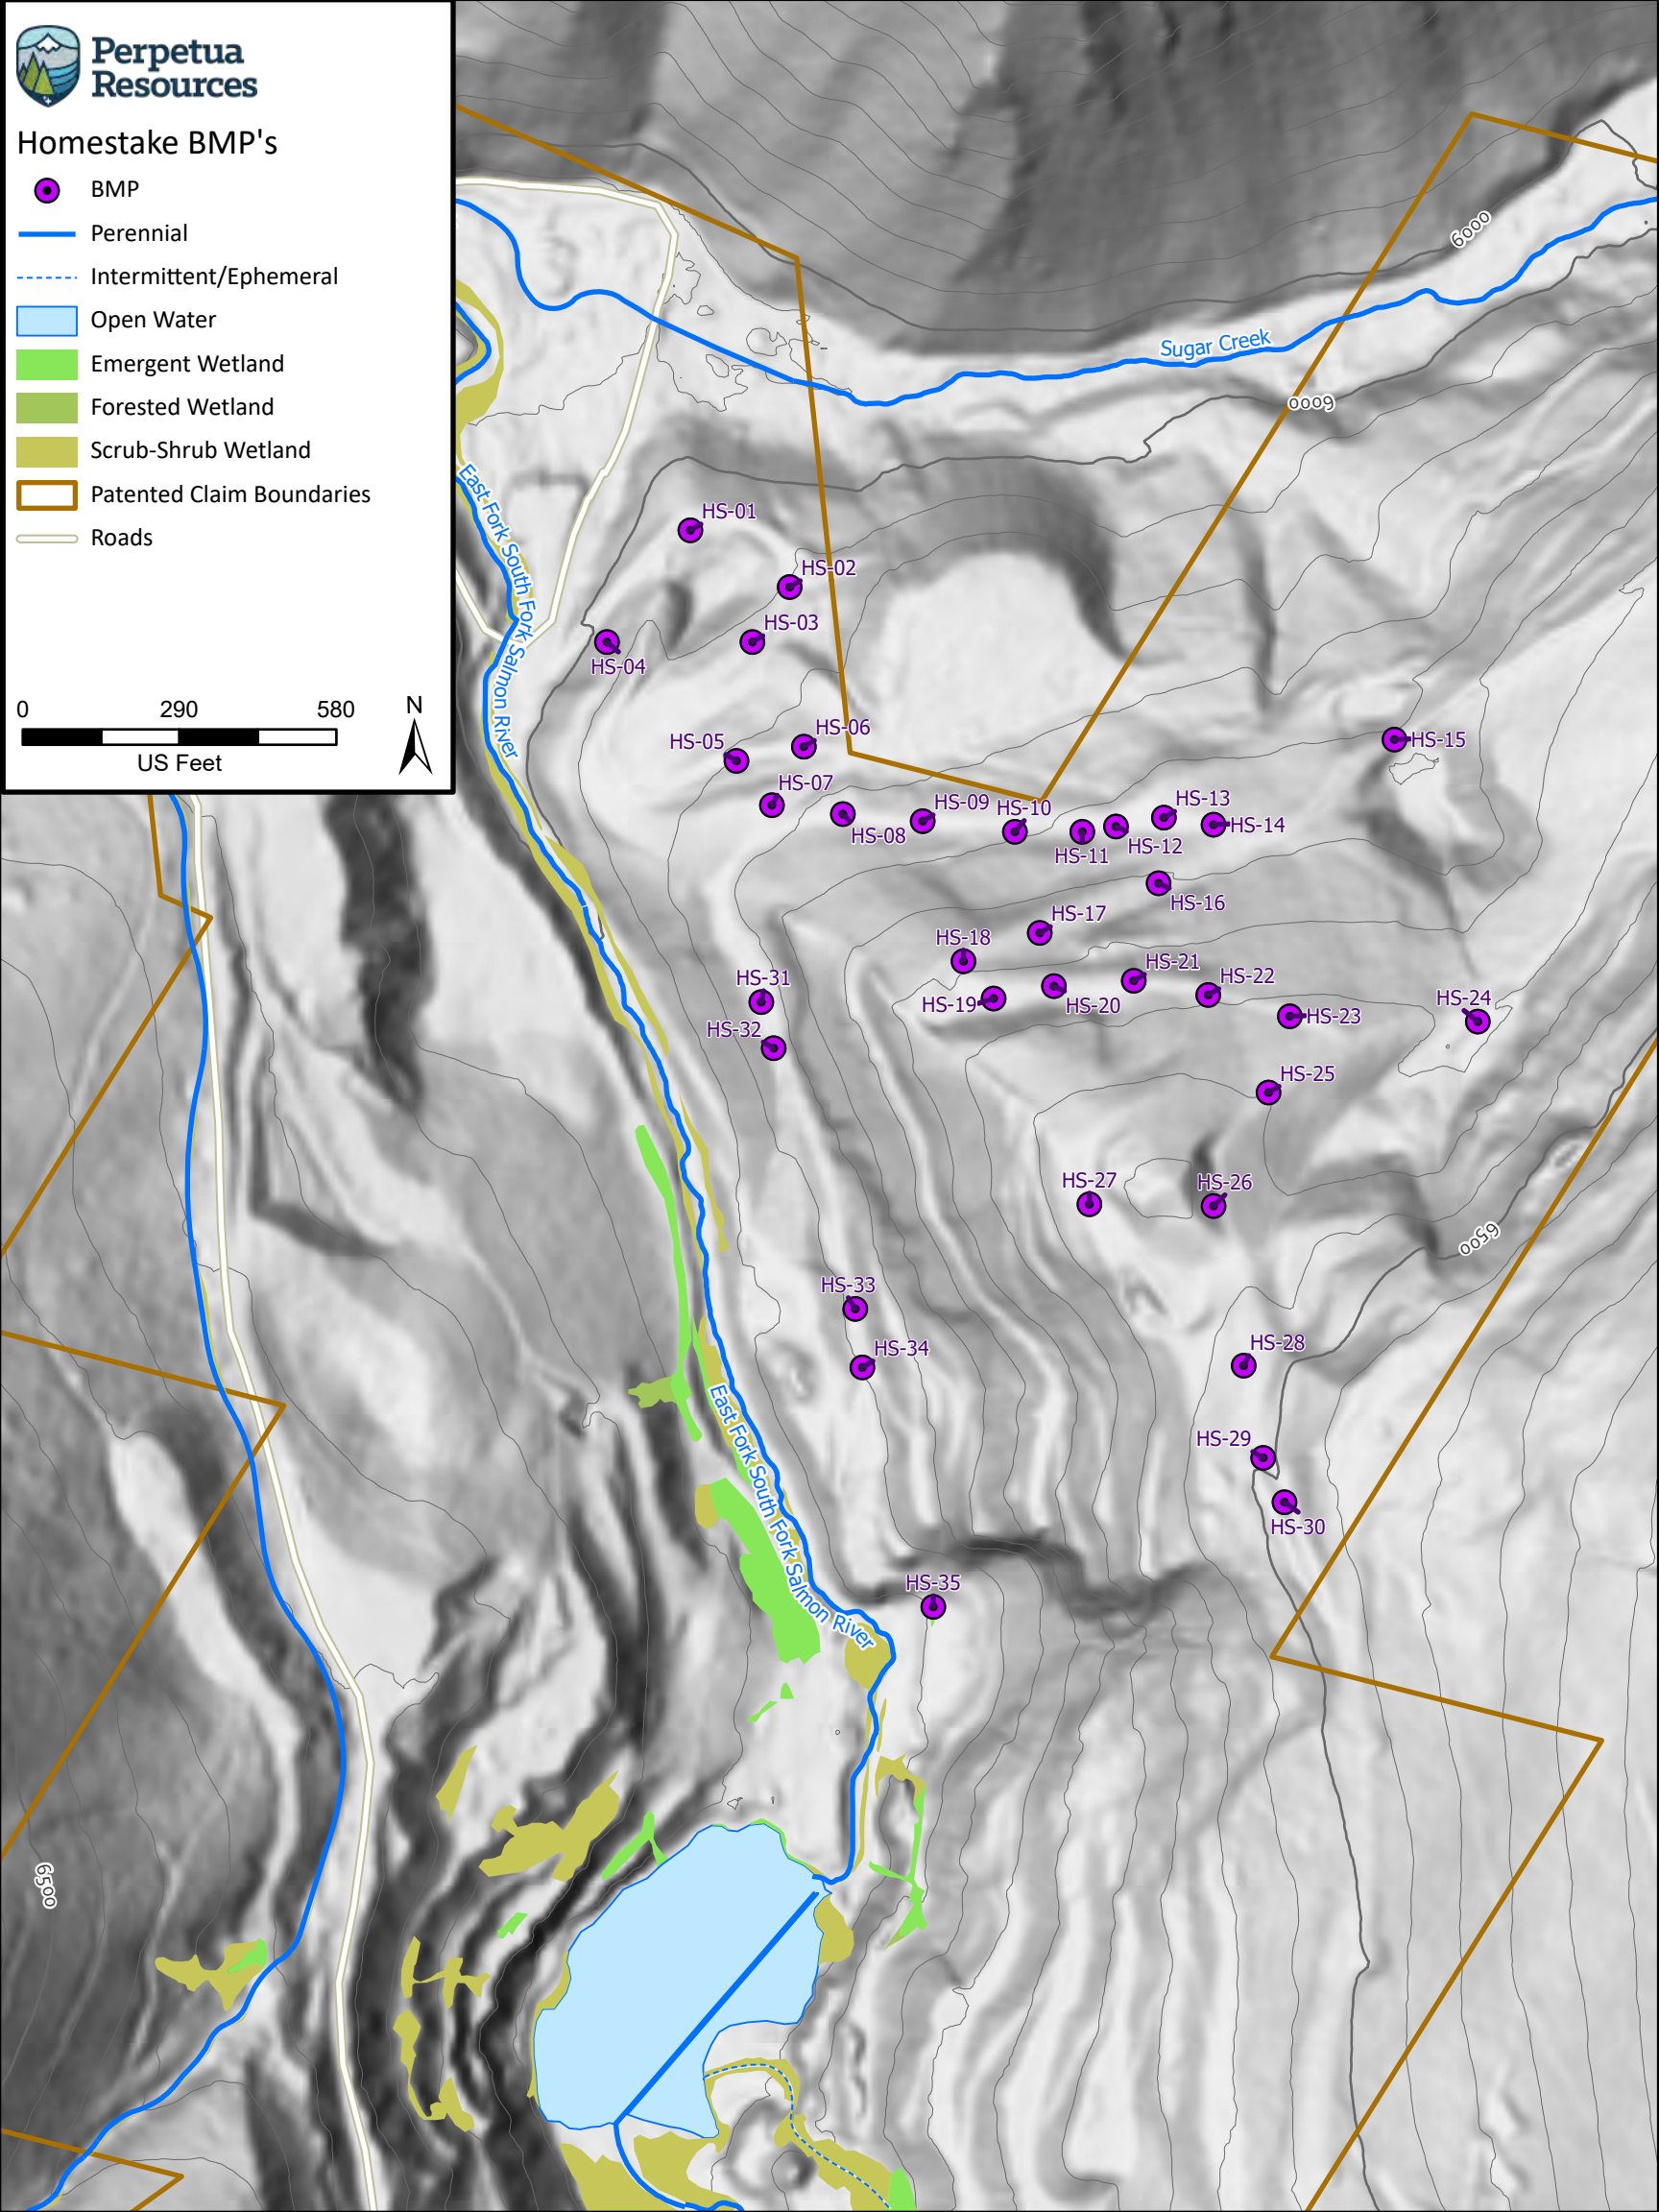 Perpetua
Resources
Homestake BMP's
BMP
Perennial
Intermittent/Ephemeral
Open Water
Emergent Wetland
Forested Wetland
Scrub-Shrub Wetland
Patented Claim Boundaries
Roads
0 290 580
US Feet
N
6000
Sugar Creek
6000
East Fork South Fork Salmon River
HS-01
HS-02
HS-03
HS-04
HS-05
HS-06
HS-07
HS-08
HS-09
HS-10
HS-11
HS-12
HS-13
HS-14
HS-15
HS-16
HS-17
HS-18
HS-19
HS-20
HS-21
HS-22
HS-23
HS-24
HS-25
HS-26
HS-27
HS-28
HS-29
HS-30
HS-31
HS-32
HS-33
HS-34
HS-35
6500
East Fork South Fork Salmon River
6500